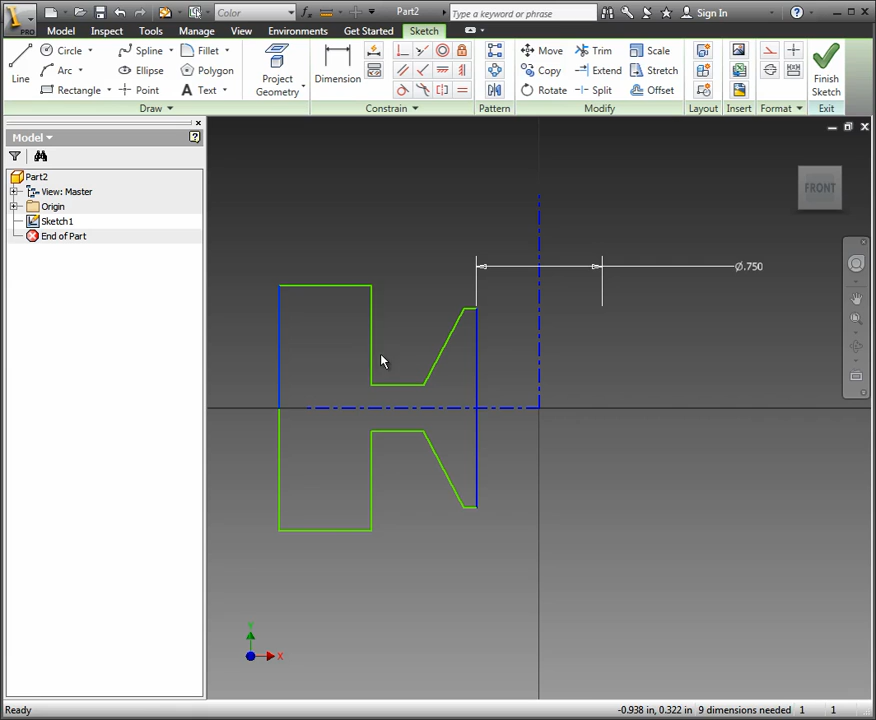 PRO
Color
Part2
Type a keyword or phrase
Sign In
Model Inspect Tools Manage View Environments Get Started Sketch
Line
Circle
Arc
Rectangle
Spline
Ellipse
Point
Fillet
Polygon
Text
Draw
Project Geometry
Dimension
Constrain
Pattern
Move
Copy
Rotate
Trim
Extend
Split
Scale
Stretch
Offset
Modify
Layout
Insert
Format
Finish Sketch
Exit
Model
Part2
View: Master
Origin
Sketch1
End of Part
FRONT
Ø.750
Y
X
Ready
-0.938 in, 0.322 in 9 dimensions needed 1 1